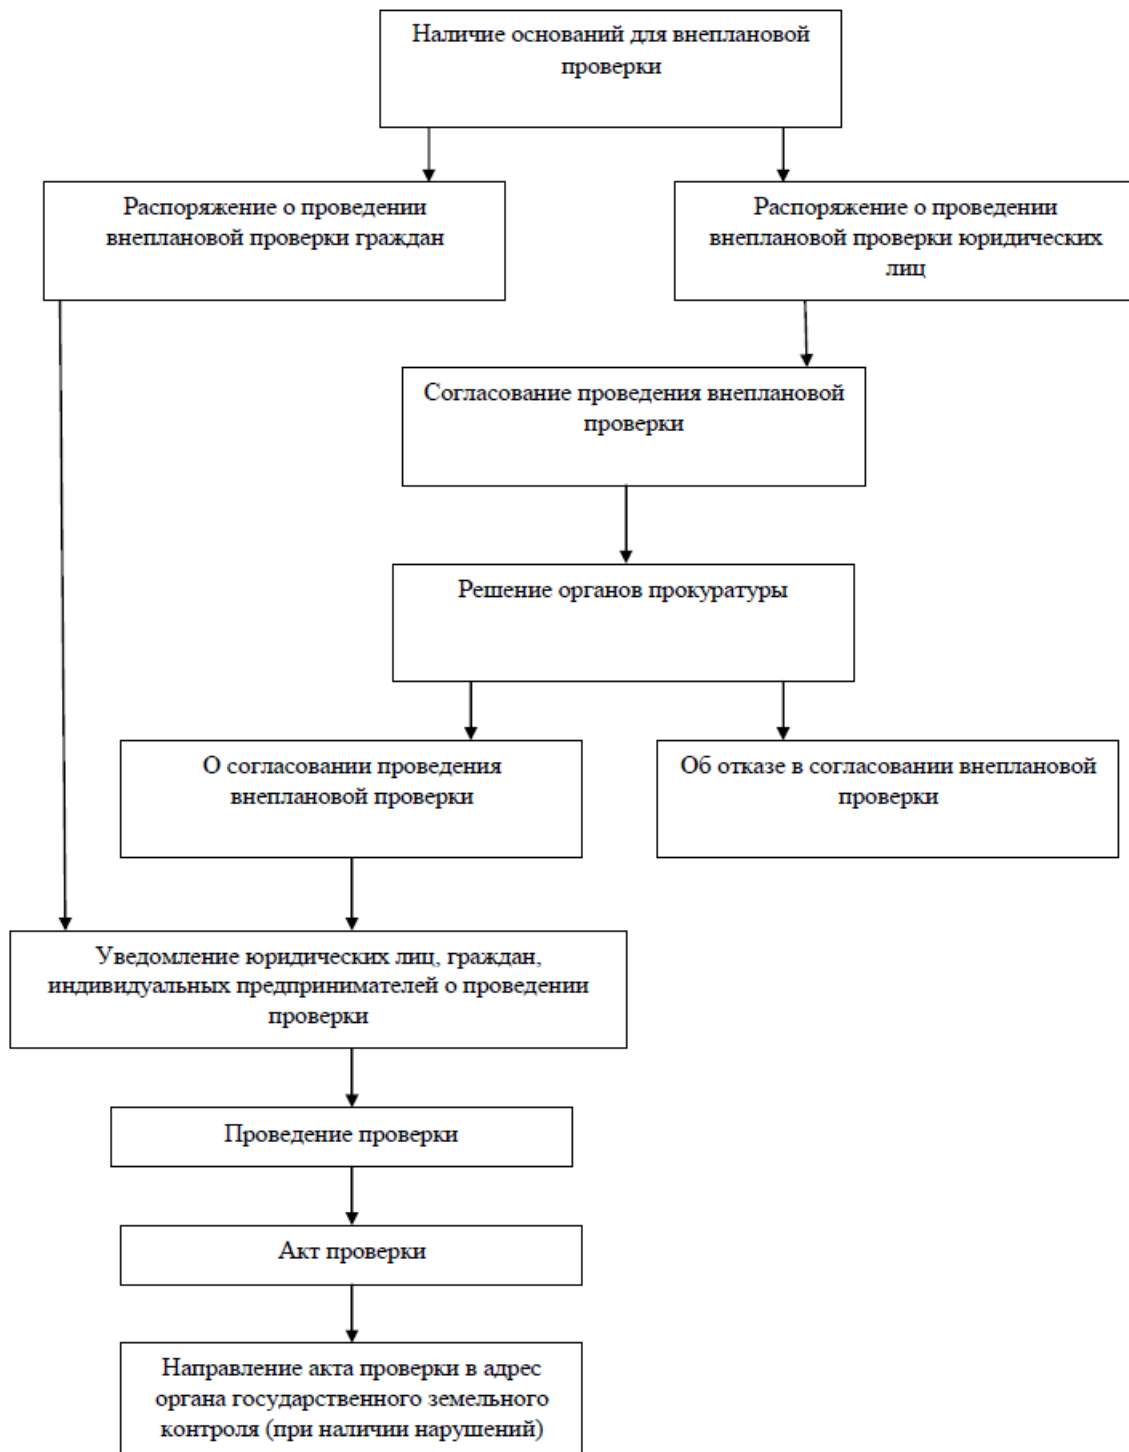 Наличие оснований для внеплановой
проверки
Распоряжение о проведении
внеплановой проверки граждан
Распоряжение о проведении
внеплановой проверки юридических
лиц
Согласование проведения внеплановой
проверки
Решение органов прокуратуры
О согласовании проведения
внеплановой проверки
Об отказе в согласовании внеплановой
проверки
Уведомление юридических лиц, граждан,
индивидуальных предпринимателей о проведении
проверки
Проведение проверки
Акт проверки
Направление акта проверки в адрес
органа государственного земельного
контроля (при наличии нарушений)